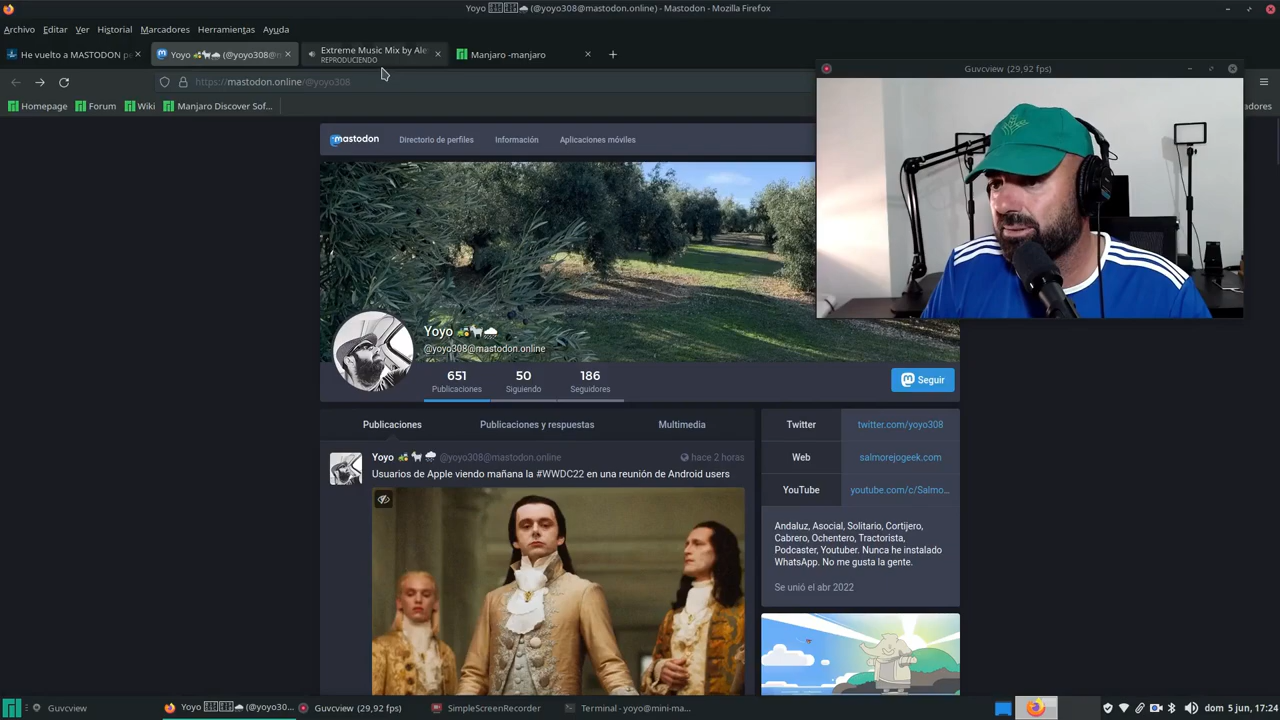 Yoyo (@yoyo308@mastodon.online) - Mastodon - Mozilla Firefox
Archivo Editar Ver Historial Marcadores Herramientas Ayuda
He vuelto a MASTODON p
Yoyo 🚜🐐🌧 (@yoyo308@m
Extreme Music Mix by Ale
REPRODUCIENDO
Manjaro -manjaro
https://mastodon.online/@yoyo308
Homepage Forum Wiki Manjaro Discover Sof...
adores
Guvcview (29,92 fps)
mastodon Directorio de perfiles Información Aplicaciones móviles
Yoyo 🚜🐐🌧
@yoyo308@mastodon.online
651 50 186
Publicaciones Siguiendo Seguidores
Seguir
Publicaciones Publicaciones y respuestas Multimedia
Yoyo 🚜🐐🌧 @yoyo308@mastodon.online hace 2 horas
Usuarios de Apple viendo mañana la #WWDC22 en una reunión de Android users
Twitter twitter.com/yoyo308
Web salmorejogeek.com
YouTube youtube.com/c/Salmo...
Andaluz, Asocial, Solitario, Cortijero,
Cabrero, Ochentero, Tractorista,
Podcaster, Youtuber. Nunca he instalado
WhatsApp. No me gusta la gente.
Se unió el abr 2022
Guvcview
Yoyo (@yoyo30...
Guvcview (29,92 fps)
SimpleScreenRecorder
Terminal - yoyo@mini-ma...
dom 5 jun, 17:24